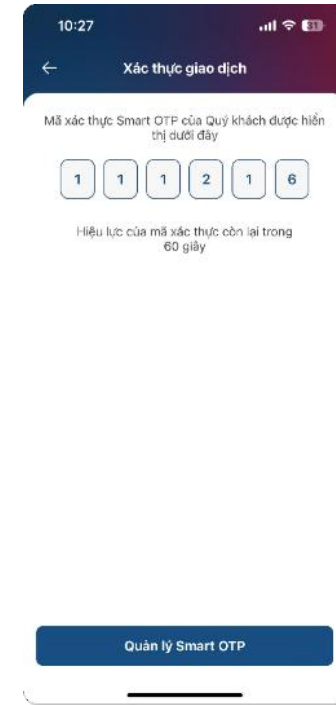 10:27
31
Xác thực giao dịch
Mã xác thực Smart OTP của Quý khách được hiển
thị dưới đây
1 1 1 2 1 6
Hiệu lực của mã xác thực còn lại trong
60 giây
Quản lý Smart OTP